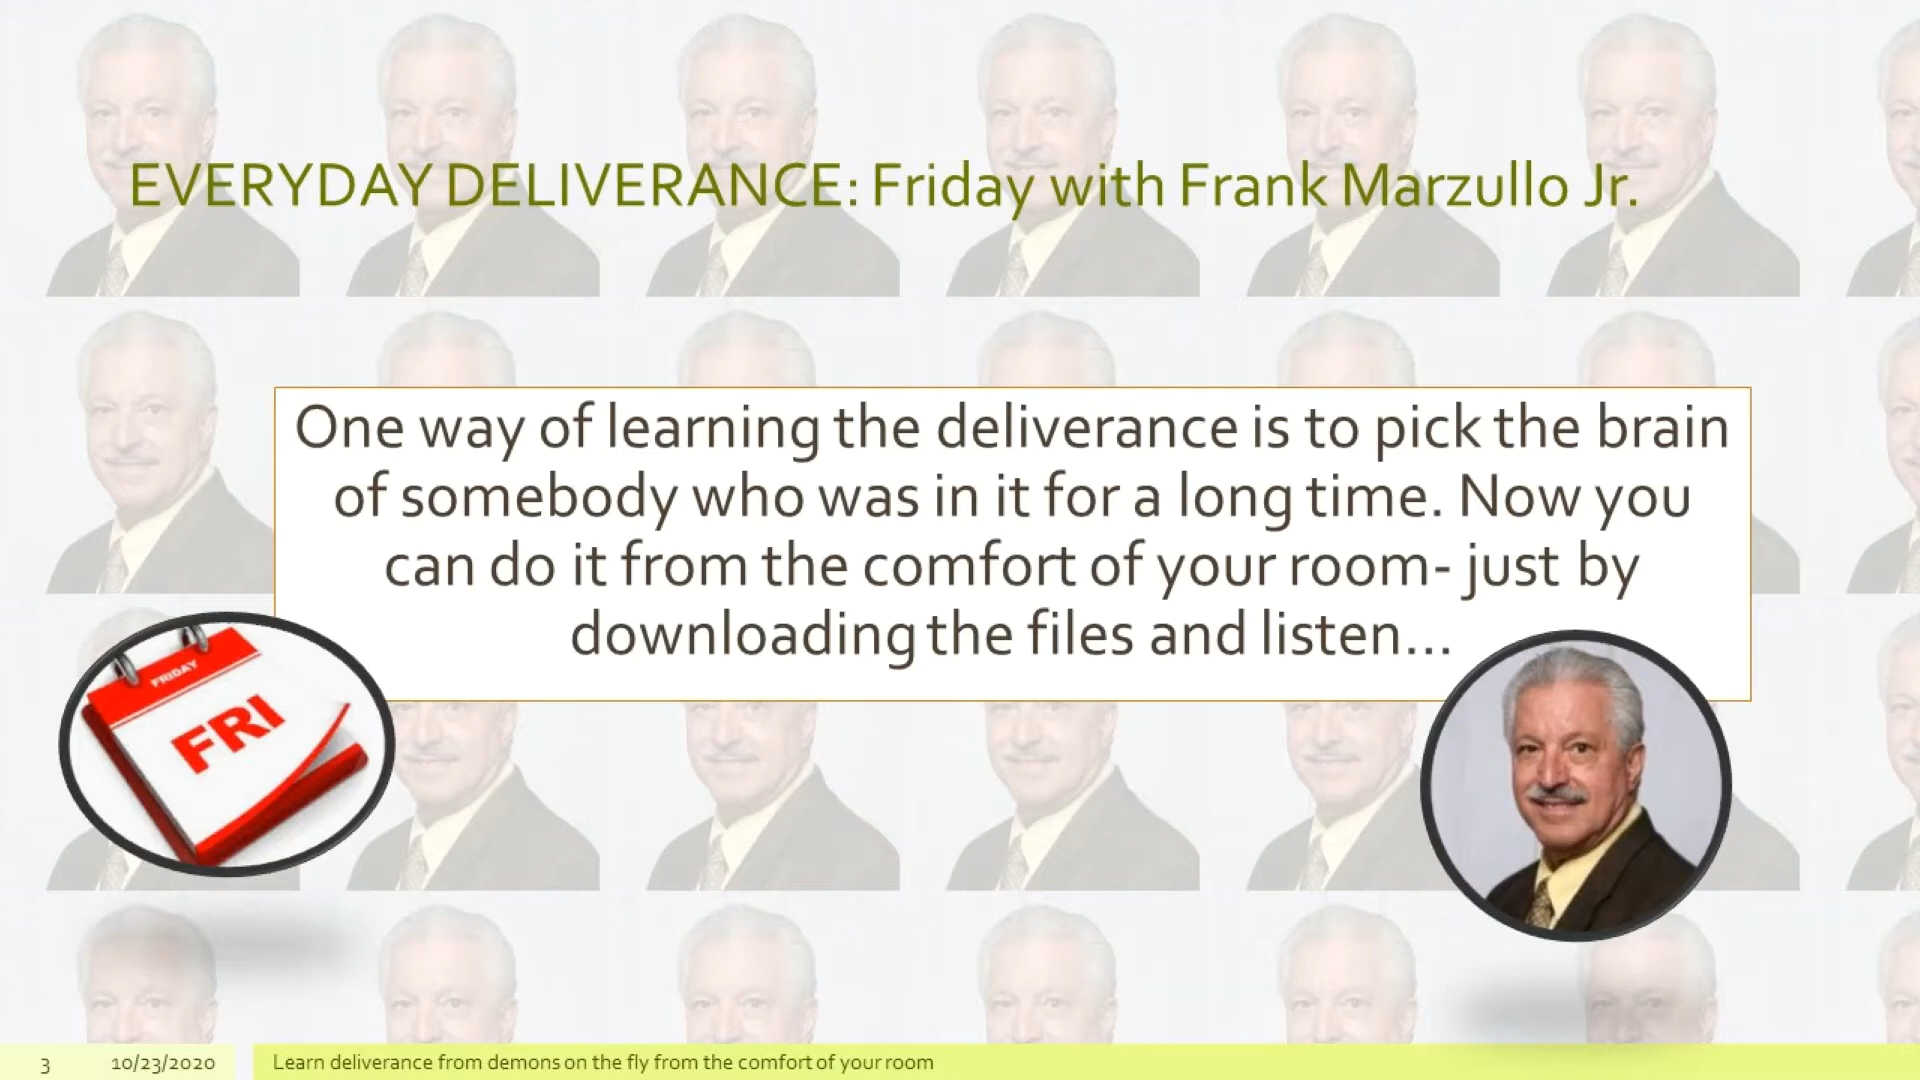 EVERYDAY DELIVERANCE: Friday with Frank Marzullo Jr.
One way of learning the deliverance is to pick the brain
of somebody who was in it for a long time. Now you
can do it from the comfort of your room- just by
downloading the files and listen...
FRIDAY
FRI
3 10/23/2020 Learn deliverance from demons on the fly from the comfort of your room